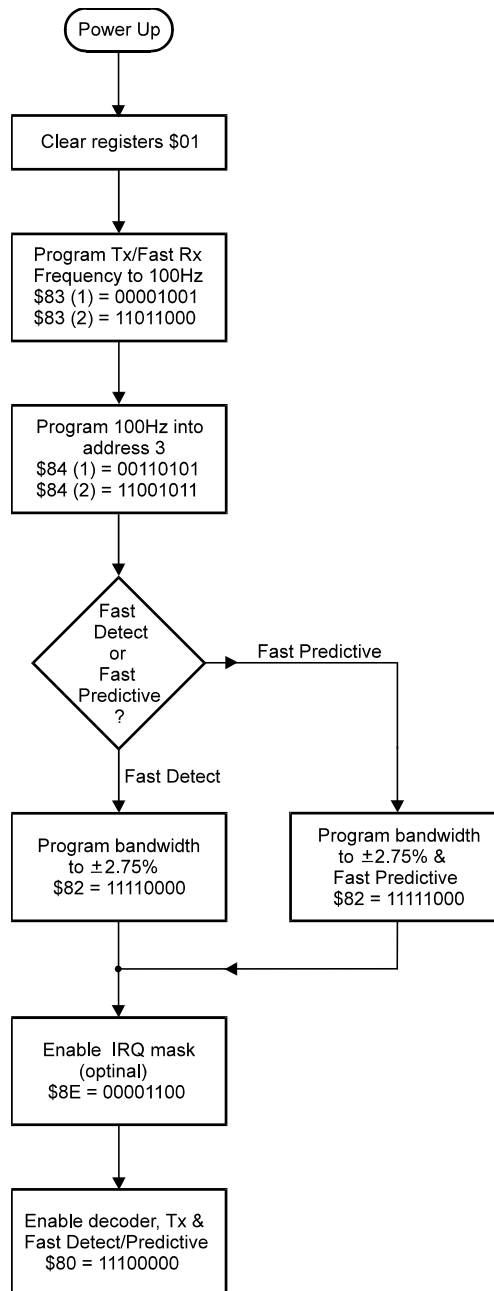 Power Up
Clear registers $01
Program Tx/Fast Rx
Frequency to 100Hz
$83 (1) = 00001001
$83 (2) = 11011000
Program 100Hz into
address 3
$84 (1) = 00110101
$84 (2) = 11001011
Fast
Detect
or
Fast
Predictive
?
Fast Predictive
Fast Detect
Program bandwidth
to ±2.75%
$82 = 11110000
Program bandwidth
to ±2.75% &
Fast Predictive
$82 = 11111000
Enable IRQ mask
(optinal)
$8E = 00001100
Enable decoder, Tx &
Fast Detect/Predictive
$80 = 11100000